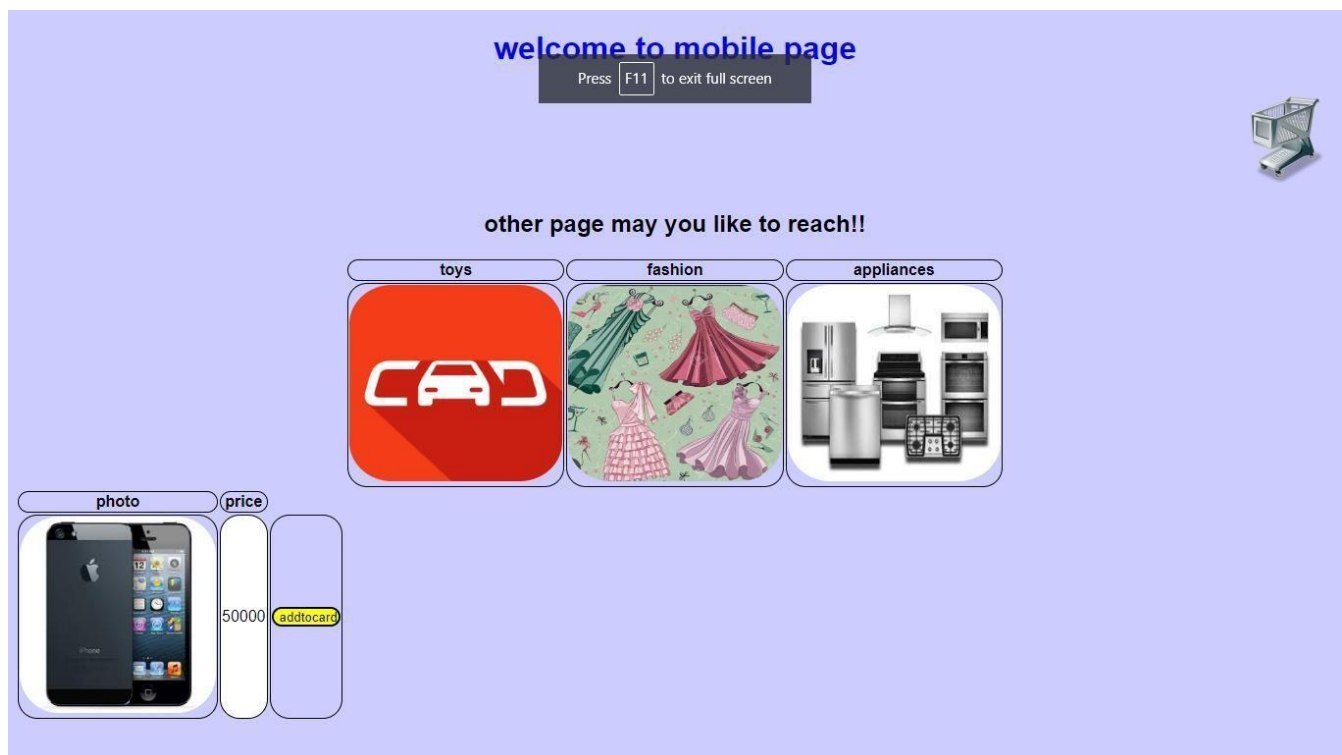 welcome to mobile page
Press F11 to exit full screen
other page may you like to reach!!
toys fashion appliances
photo price
iPhone
50000 addtocard